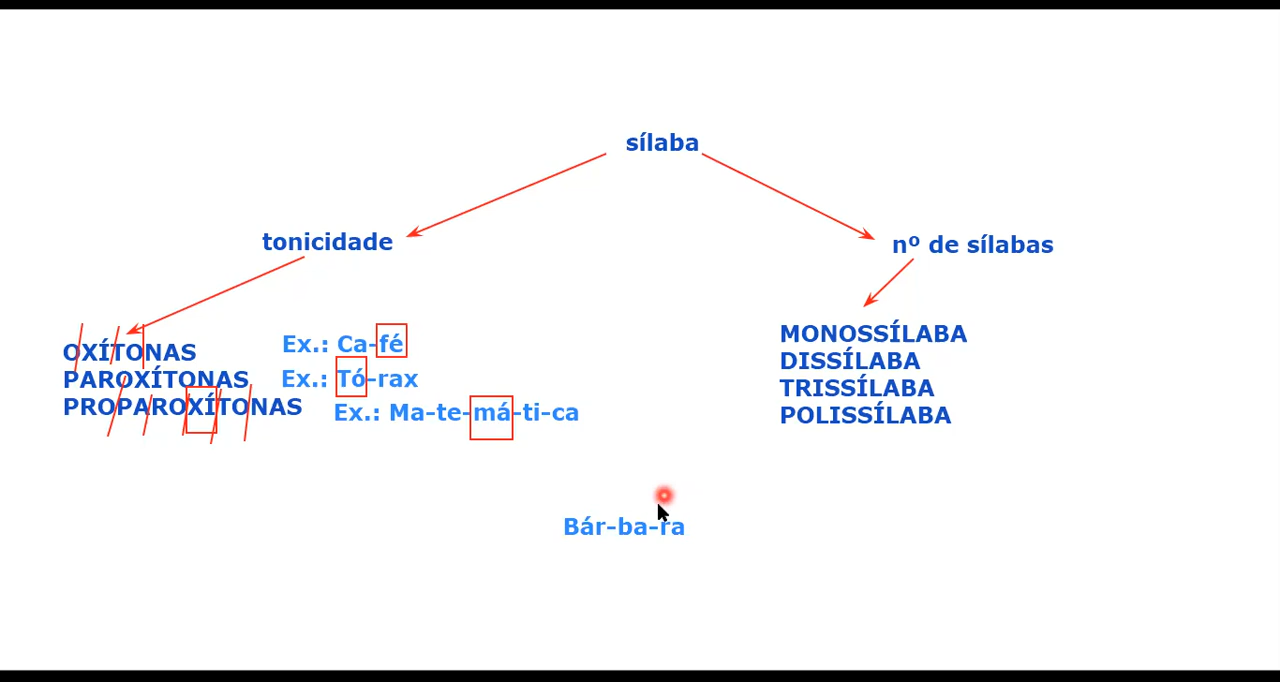 sílaba
tonicidade
nº de sílabas
OXÍTONAS
PAROXÍTONAS
PROPAROXÍTONAS
Ex.: Ca-fé
Ex.: Tó-rax
Ex.: Ma-te-má-ti-ca
MONOSSÍLABA
DISSÍLABA
TRISSÍLABA
POLISSÍLABA
Bár-ba-ra